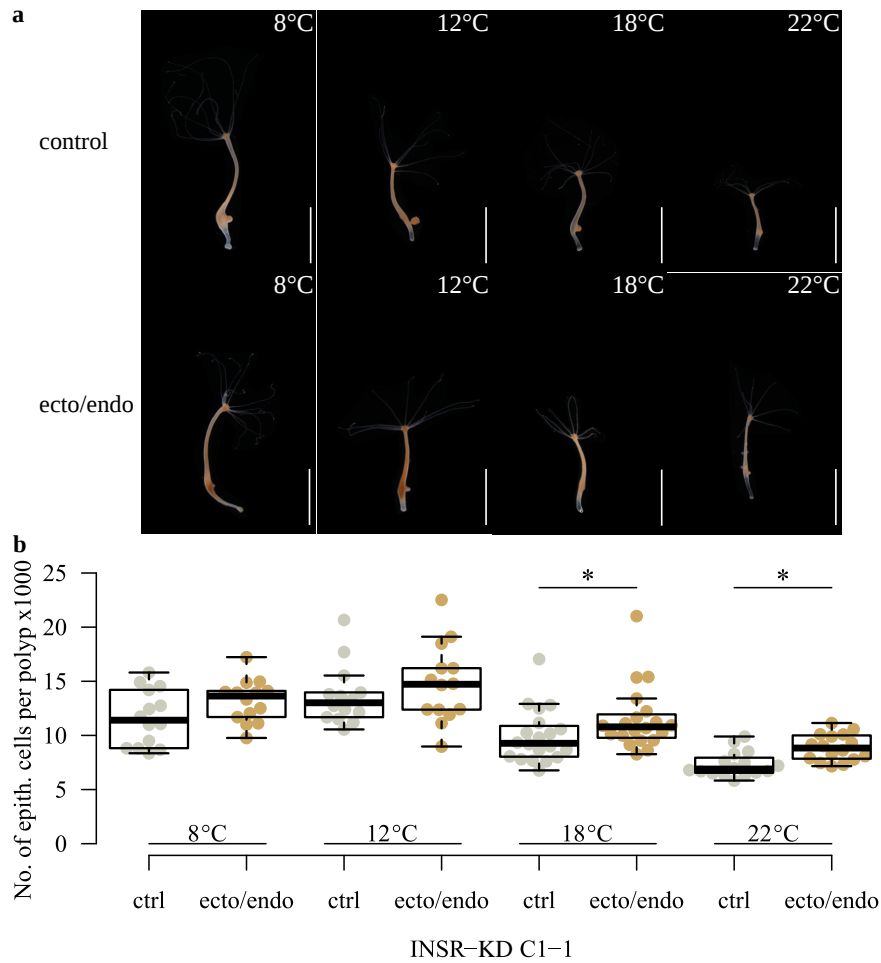 a
8°C 12°C 18°C 22°C
control
8°C 12°C 18°C 22°C
ecto/endo
b
No. of epith. cells per polyp x1000
25
20
15
10
5
0
* *
8°C 12°C 18°C 22°C
ctrl ecto/endo ctrl ecto/endo ctrl ecto/endo ctrl ecto/endo
INSR−KD C1−1